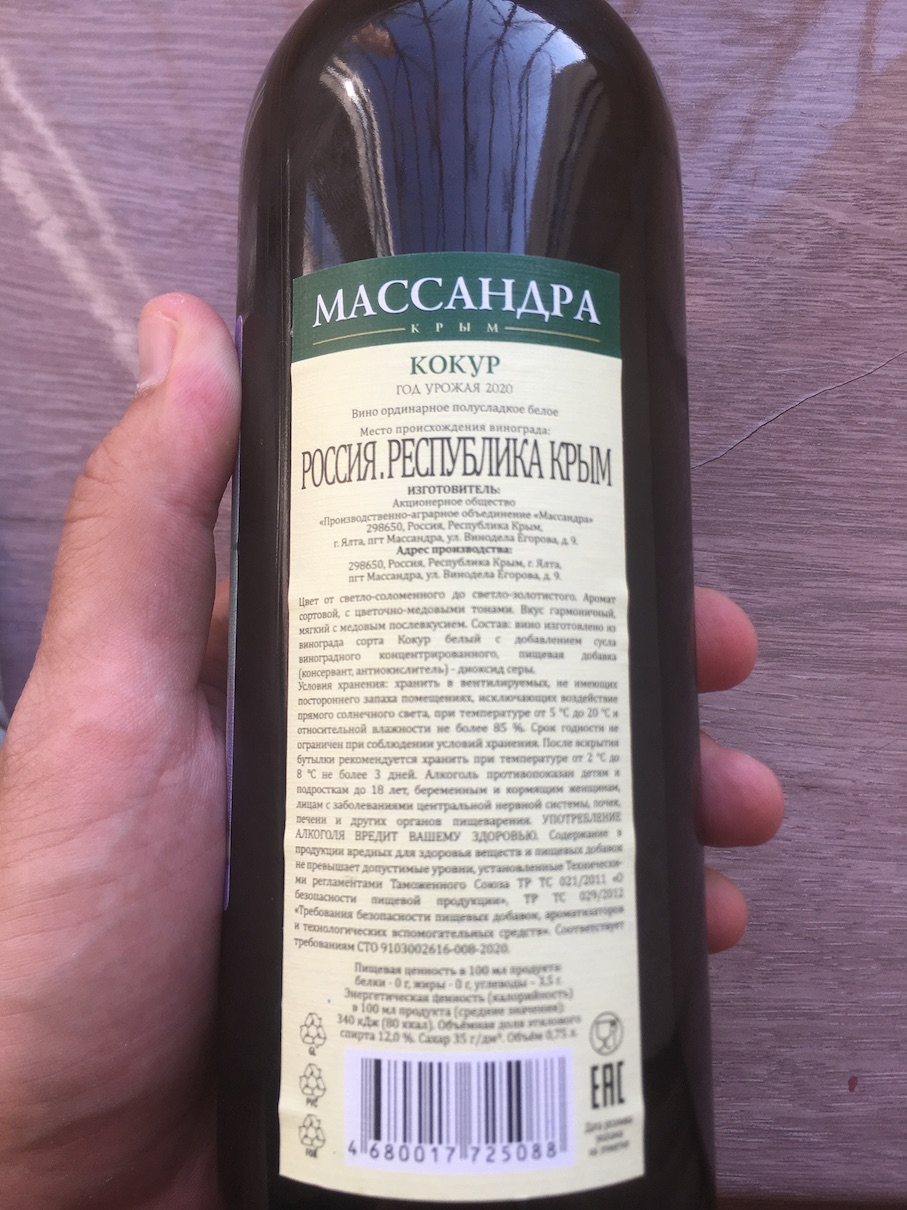 МАССАНДРА
КРЫМ
КОКУР
ГОД УРОЖАЯ 2020
Вино ординарное полусладкое белое
Место происхождения винограда:
РОССИЯ.РЕСПУБЛИКА КРЫМ
ИЗГОТОВИТЕЛЬ:
Акционерное общество
«Производственно-аграрное объединение «Массандра»
298650, Россия, Республика Крым,
г. Ялта, пгт Массандра, ул. Винодела Егорова, д. 9.
Адрес производства:
298650, Россия, Республика Крым, г. Ялта,
пгт Массандра, ул. Винодела Егорова, д. 9.
Цвет от светло-соломенного до светло-золотистого. Аромат
сортовой, с цветочно-медовыми тонами. Вкус гармоничный,
мягкий с медовым послевкусием. Состав: вино изготовлено из
винограда сорта Кокур белый с добавлением сусла
виноградного концентрированного, пищевая добавка
(консервант, антиокислитель) - диоксид серы.
Условия хранения: хранить в вентилируемых, не имеющих
постороннего запаха помещениях, исключающих воздействие
прямого солнечного света, при температуре от 5 °С до 20 °С и
относительной влажности не более 85 %. Срок годности не
ограничен при соблюдении условий хранения. После вскрытия
бутылки рекомендуется хранить при температуре от 2 °С до
8 °С не более 3 дней. Алкоголь противопоказан детям и
подросткам до 18 лет, беременным и кормящим женщинам,
лицам с заболеваниями центральной нервной системы, почек,
печени и других органов пищеварения. УПОТРЕБЛЕНИЕ
АЛКОГОЛЯ ВРЕДИТ ВАШЕМУ ЗДОРОВЬЮ. Содержание в
продукции вредных для здоровья веществ и пищевых добавок
не превышает допустимые уровни, установленные Технически-
ми регламентами Таможенного Союза ТР ТС 021/2011 «О
безопасности пищевой продукции», ТР ТС 029/2012
«Требования безопасности пищевых добавок, ароматизаторов
и технологических вспомогательных средств». Соответствует
требованиям СТО 9103002616-008-2020.
Пищевая ценность в 100 мл продукта:
белки - 0 г, жиры - 0 г, углеводы - 3,5 г.
Энергетическая ценность (калорийность)
в 100 мл продукта (средние значения):
340 кДж (80 ккал). Объёмная доля этилового
спирта 12,0 %. Сахар 35 г/дм³. Объём 0,75 л.
GL
PVC
FOR
EAC
Дата розлива
указана
на этикетке
4 680017 725088